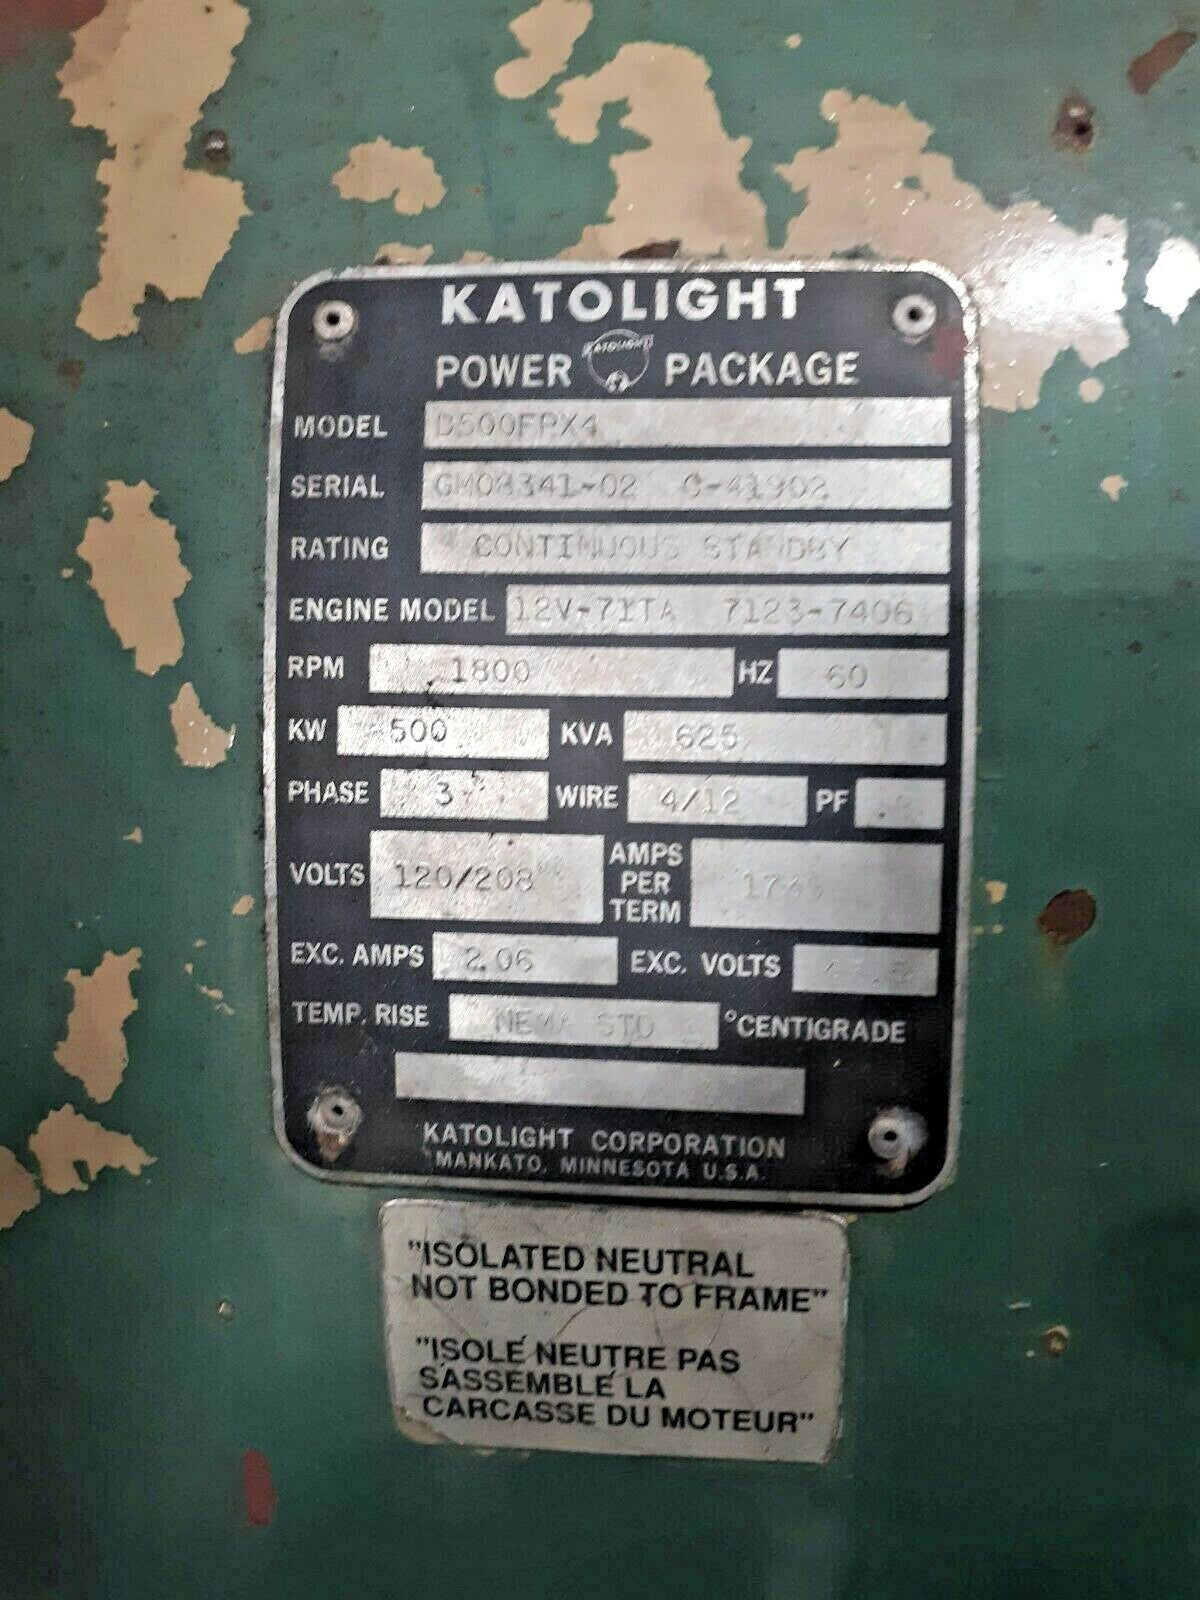 KATOLIGHT
POWER KATOLIGHT PACKAGE
MODEL D500FPX4
SERIAL GM08341-02 C-41902
RATING CONTINUOUS STANDBY
ENGINE MODEL 12V-71TA 7123-7406
RPM 1800 HZ 60
KW 500 KVA 625
PHASE 3 WIRE 4/12 PF
VOLTS 120/208 AMPS PER TERM
EXC. AMPS 2.06 EXC. VOLTS
TEMP. RISE NEMA STD °CENTIGRADE
KATOLIGHT CORPORATION
MANKATO, MINNESOTA U.S.A.
"ISOLATED NEUTRAL
NOT BONDED TO FRAME"
"ISOLÉ NEUTRE PAS
S'ASSEMBLÉ LA
CARCASSE DU MOTEUR"